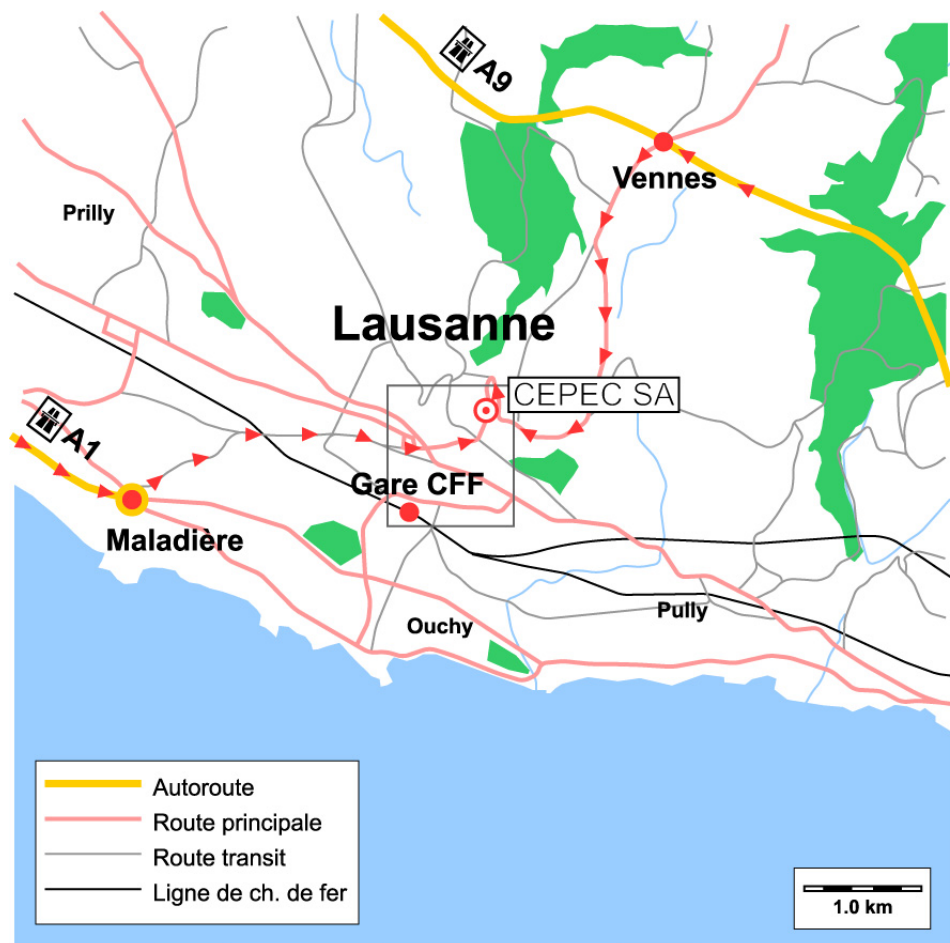 A9
Vennes
Prilly
Lausanne
CEPEC SA
A1
Gare CFF
Maladière
Ouchy
Pully
Autoroute
Route principale
Route transit
Ligne de ch. de fer
1.0 km